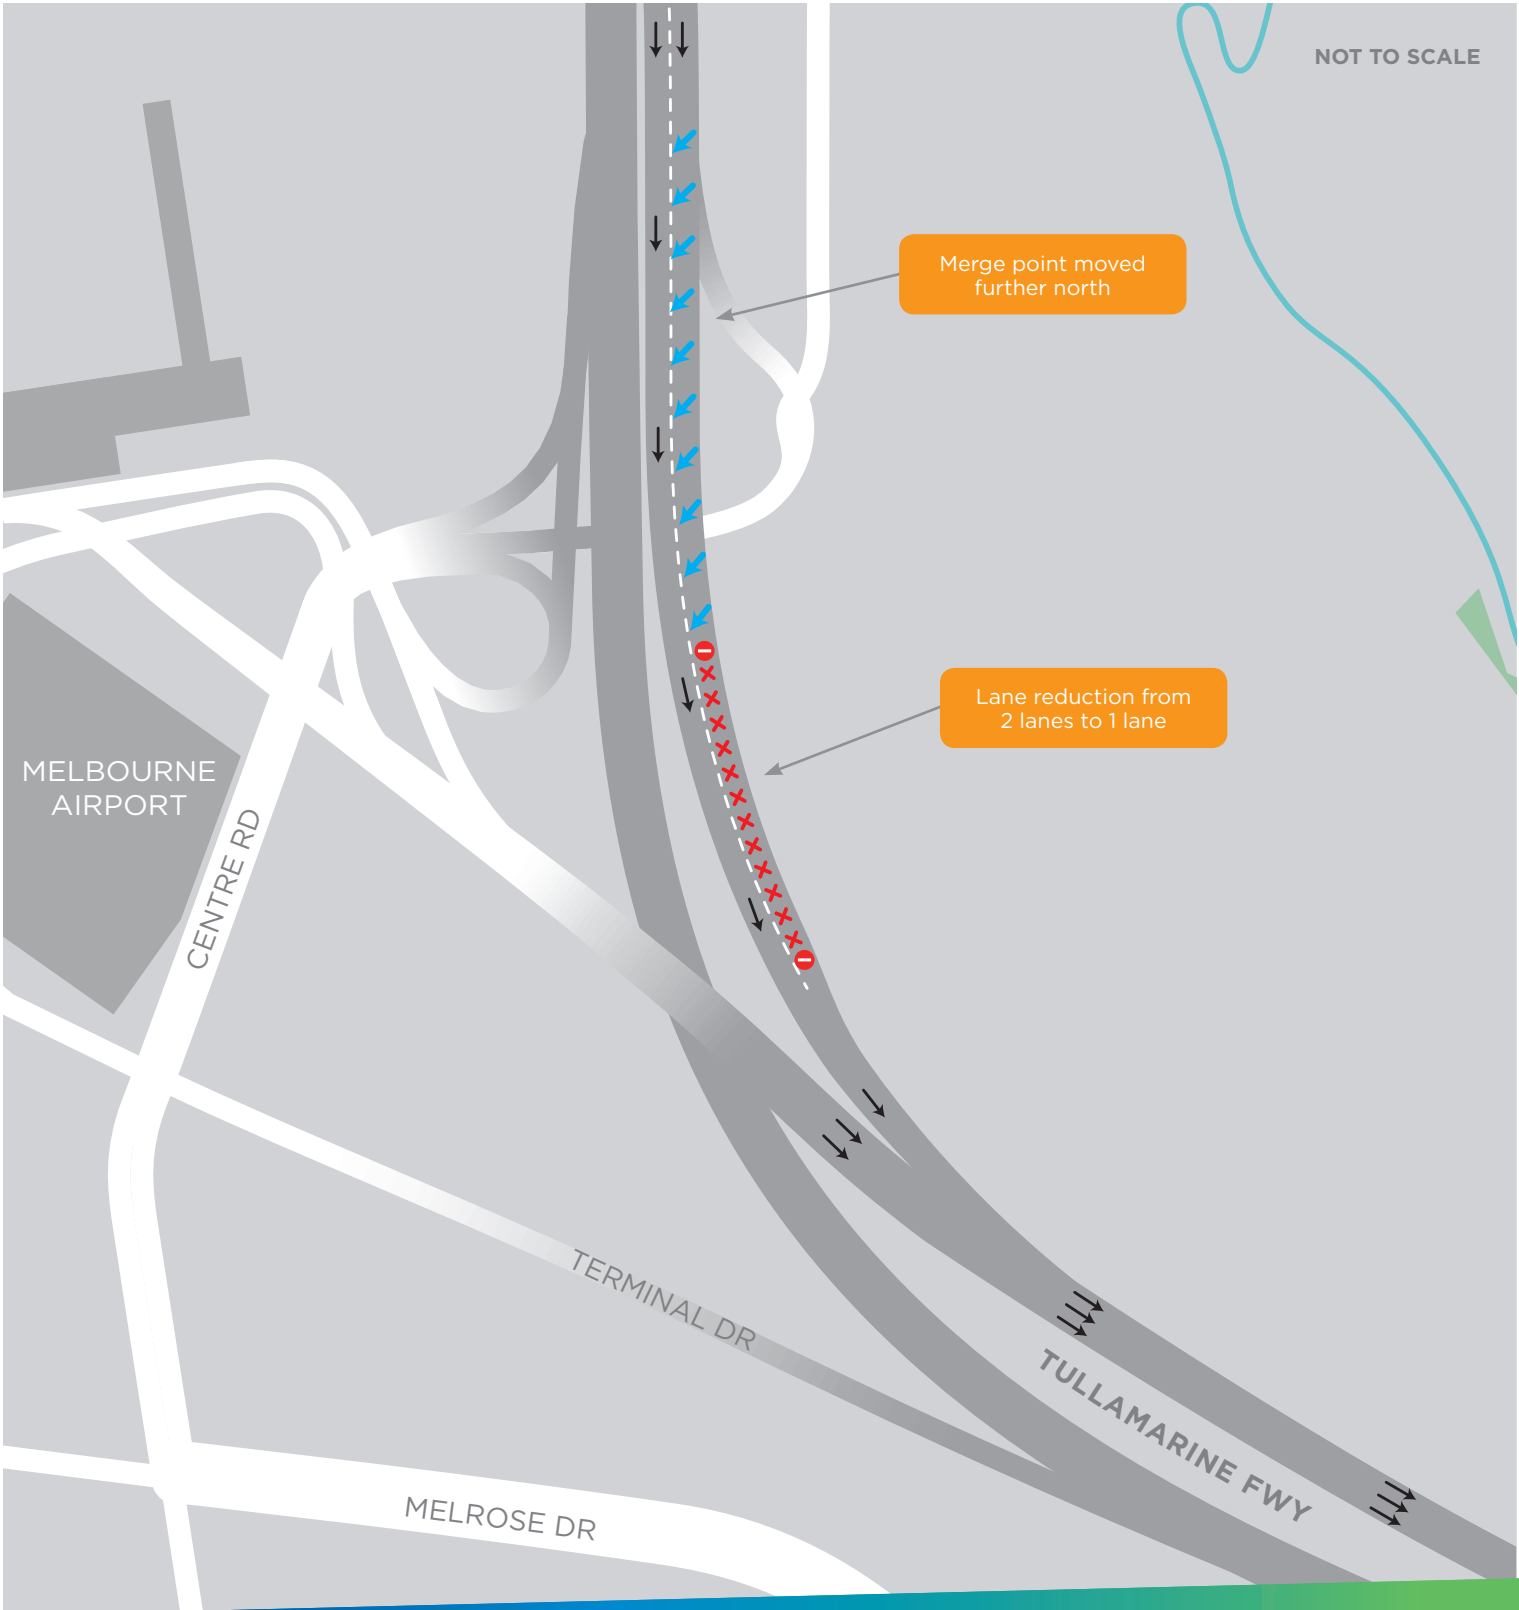 NOT TO SCALE
Merge point moved
further north
Lane reduction from
2 lanes to 1 lane
MELBOURNE
AIRPORT
CENTRE RD
TERMINAL DR
TULLAMARINE FWY
MELROSE DR